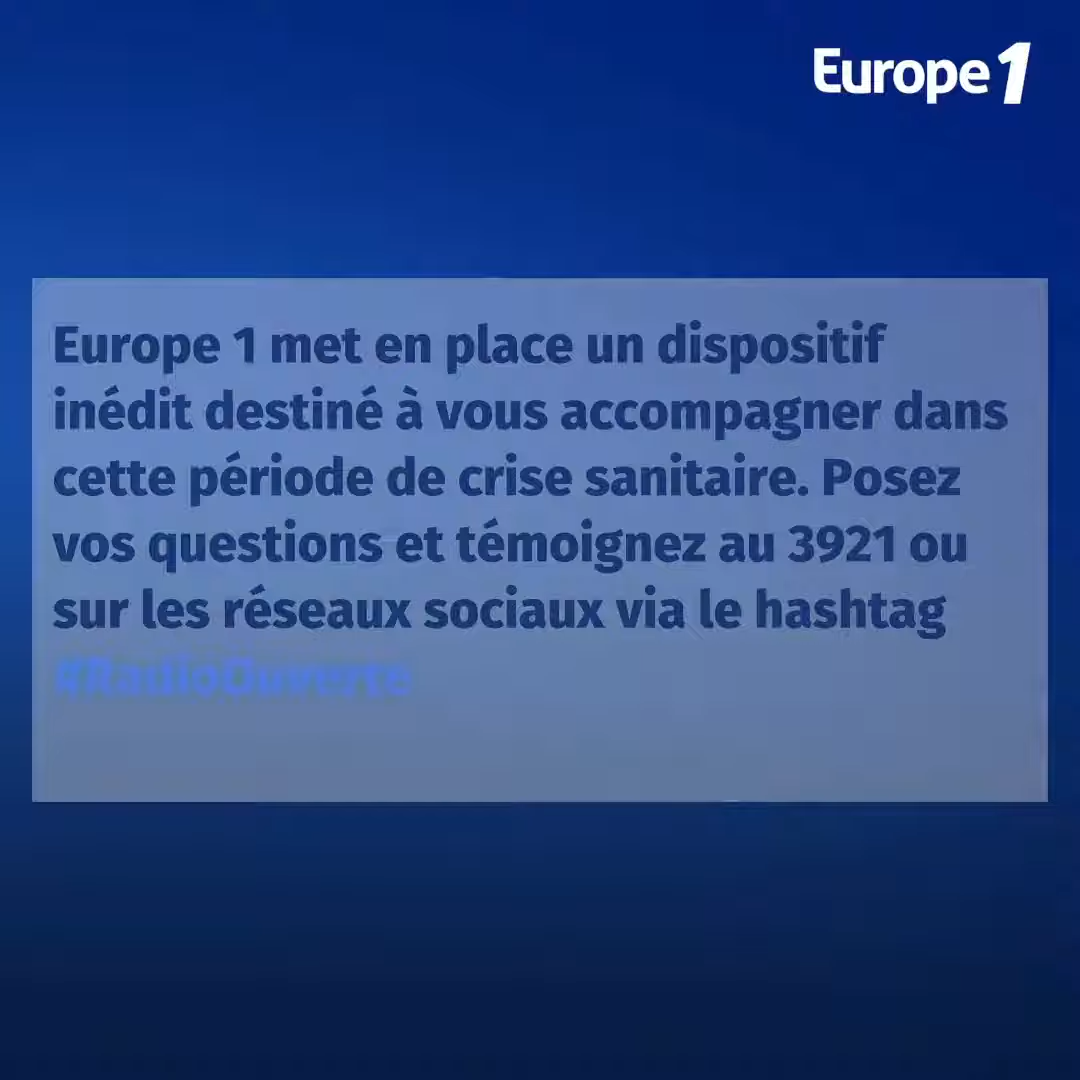 Europe 1
Europe 1 met en place un dispositif
inédit destiné à vous accompagner dans
cette période de crise sanitaire. Posez
vos questions et témoignez au 3921 ou
sur les réseaux sociaux via le hashtag
#RadioOuverte